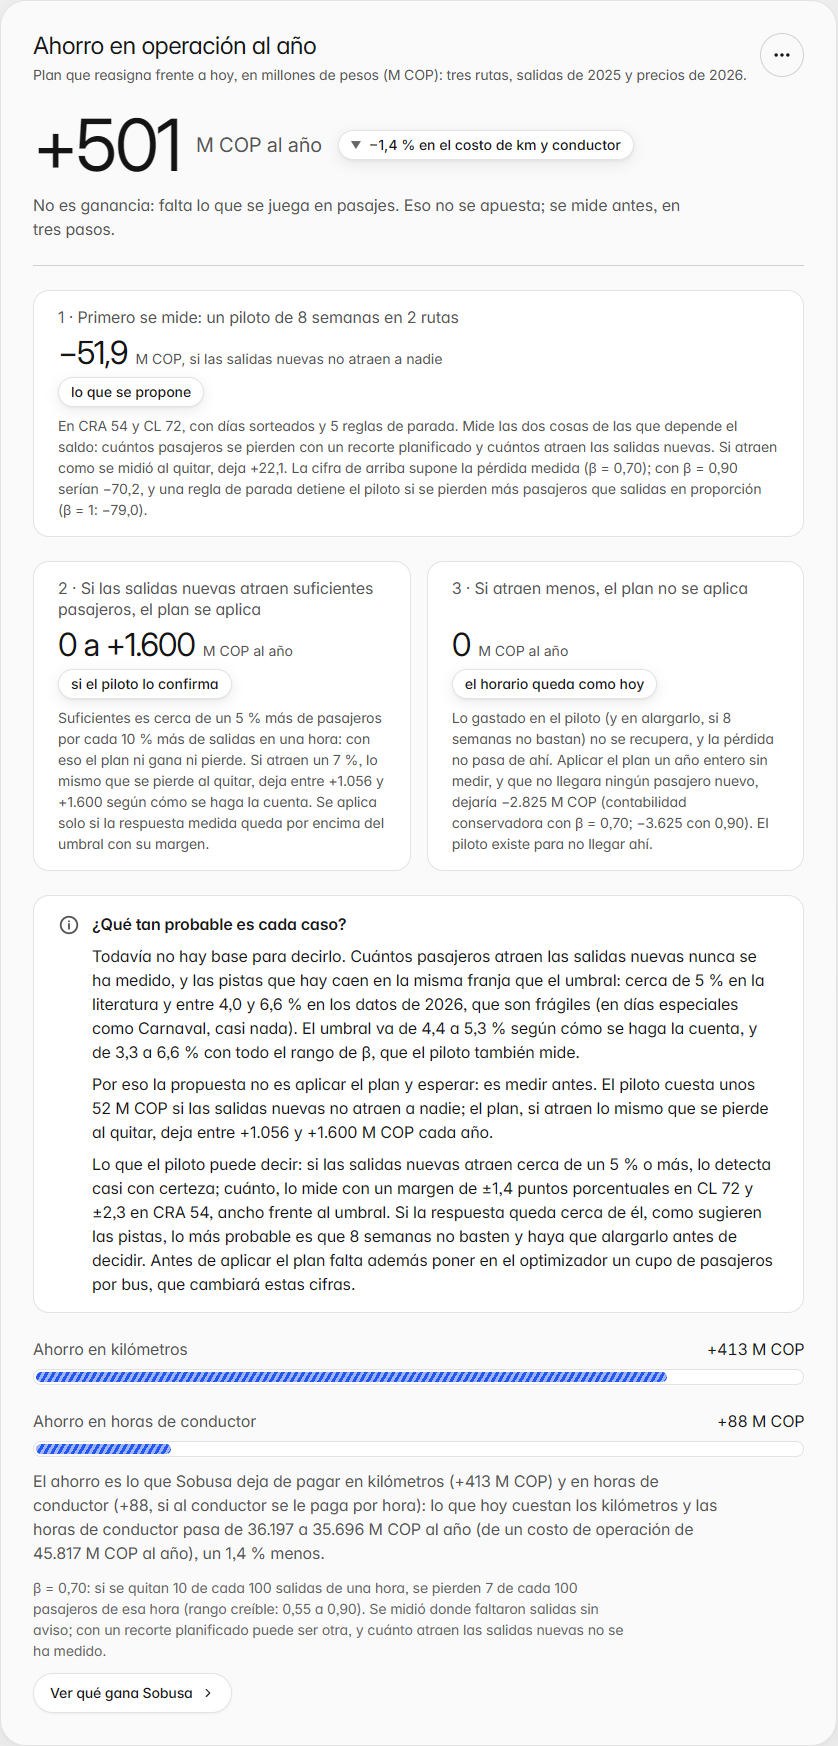 Ahorro en operación al año
Plan que reasigna frente a hoy, en millones de pesos (M COP): tres rutas, salidas de 2025 y precios de 2026.
+501 M COP al año ▼ −1,4 % en el costo de km y conductor
No es ganancia: falta lo que se juega en pasajes. Eso no se apuesta; se mide antes, en
tres pasos.
1 · Primero se mide: un piloto de 8 semanas en 2 rutas
−51,9 M COP, si las salidas nuevas no atraen a nadie
lo que se propone
En CRA 54 y CL 72, con días sorteados y 5 reglas de parada. Mide las dos cosas de las que depende el
saldo: cuántos pasajeros se pierden con un recorte planificado y cuántos atraen las salidas nuevas. Si atraen
como se midió al quitar, deja +22,1. La cifra de arriba supone la pérdida medida (β = 0,70); con β = 0,90
serían −70,2, y una regla de parada detiene el piloto si se pierden más pasajeros que salidas en proporción
(β = 1: −79,0).
2 · Si las salidas nuevas atraen suficientes
pasajeros, el plan se aplica
0 a +1.600 M COP al año
si el piloto lo confirma
Suficientes es cerca de un 5 % más de pasajeros
por cada 10 % más de salidas en una hora: con
eso el plan ni gana ni pierde. Si atraen un 7 %, lo
mismo que se pierde al quitar, deja entre +1.056 y
+1.600 según cómo se haga la cuenta. Se aplica
solo si la respuesta medida queda por encima del
umbral con su margen.
3 · Si atraen menos, el plan no se aplica
0 M COP al año
el horario queda como hoy
Lo gastado en el piloto (y en alargarlo, si 8
semanas no bastan) no se recupera, y la pérdida
no pasa de ahí. Aplicar el plan un año entero sin
medir, y que no llegara ningún pasajero nuevo,
dejaría −2.825 M COP (contabilidad
conservadora con β = 0,70; −3.625 con 0,90). El
piloto existe para no llegar ahí.
¿Qué tan probable es cada caso?
Todavía no hay base para decirlo. Cuántos pasajeros atraen las salidas nuevas nunca se
ha medido, y las pistas que hay caen en la misma franja que el umbral: cerca de 5 % en la
literatura y entre 4,0 y 6,6 % en los datos de 2026, que son frágiles (en días especiales
como Carnaval, casi nada). El umbral va de 4,4 a 5,3 % según cómo se haga la cuenta, y
de 3,3 a 6,6 % con todo el rango de β, que el piloto también mide.
Por eso la propuesta no es aplicar el plan y esperar: es medir antes. El piloto cuesta unos
52 M COP si las salidas nuevas no atraen a nadie; el plan, si atraen lo mismo que se pierde
al quitar, deja entre +1.056 y +1.600 M COP cada año.
Lo que el piloto puede decir: si las salidas nuevas atraen cerca de un 5 % o más, lo detecta
casi con certeza; cuánto, lo mide con un margen de ±1,4 puntos porcentuales en CL 72 y
±2,3 en CRA 54, ancho frente al umbral. Si la respuesta queda cerca de él, como sugieren
las pistas, lo más probable es que 8 semanas no basten y haya que alargarlo antes de
decidir. Antes de aplicar el plan falta además poner en el optimizador un cupo de pasajeros
por bus, que cambiará estas cifras.
Ahorro en kilómetros +413 M COP
Ahorro en horas de conductor +88 M COP
El ahorro es lo que Sobusa deja de pagar en kilómetros (+413 M COP) y en horas de
conductor (+88, si al conductor se le paga por hora): lo que hoy cuestan los kilómetros y las
horas de conductor pasa de 36.197 a 35.696 M COP al año (de un costo de operación de
45.817 M COP al año), un 1,4 % menos.
β = 0,70: si se quitan 10 de cada 100 salidas de una hora, se pierden 7 de cada 100
pasajeros de esa hora (rango creíble: 0,55 a 0,90). Se midió donde faltaron salidas sin
aviso; con un recorte planificado puede ser otra, y cuánto atraen las salidas nuevas no se
ha medido.
Ver qué gana Sobusa